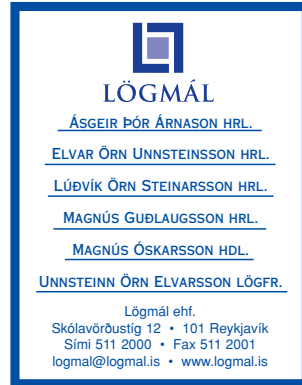 LÖGMÁL
ÁSGEIR ÞÓR ÁRNASON HRL.
ELVAR ÖRN UNNSTEINSSON HRL.
LÚÐVÍK ÖRN STEINARSSON HRL.
MAGNÚS GUÐLAUGSSON HRL.
MAGNÚS ÓSKARSSON HDL.
UNNSTEINN ÖRN ELVARSSON LÖGFR.
Lögmál ehf.
Skólavörðustíg 12 • 101 Reykjavík
Sími 511 2000 • Fax 511 2001
logmal@logmal.is • www.logmal.is